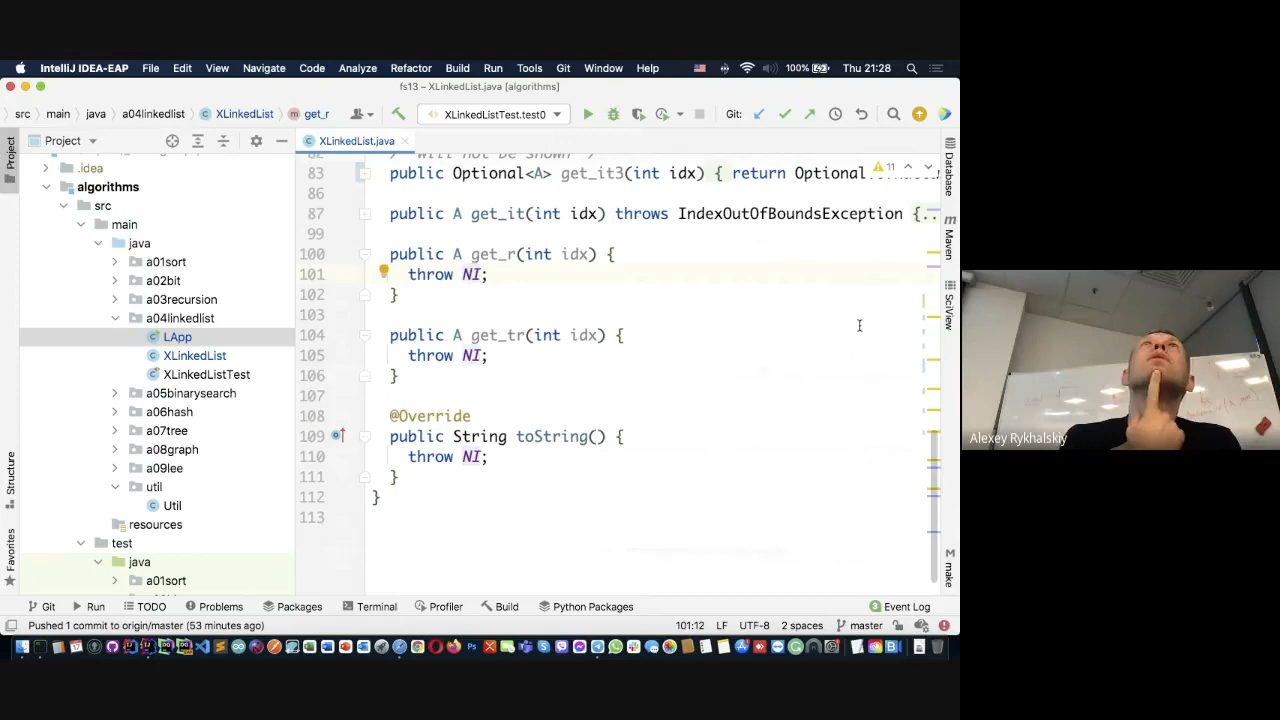 IntelliJ IDEA-EAP File Edit View Navigate Code Analyze Refactor Build Run Tools Git Window Help 100% Thu 21:28
fs13 – XLinkedList.java [algorithms]
src main java a04linkedlist XLinkedList m get_r XLinkedListTest.test0 Git:
Project XLinkedList.java
.idea
algorithms
src
main
java
a01sort
a02bit
a03recursion
a04linkedlist
LApp
XLinkedList
XLinkedListTest
a05binarysearch
a06hash
a07tree
a08graph
a09lee
util
Util
resources
test
java
a01sort
82 /* will not be shown */
83 public Optional<A> get_it3(int idx) { return Optional
11
86
87 public A get_it(int idx) throws IndexOutOfBoundsException {...
99
100 public A get_r(int idx) {
101 throw NI;
102 }
103
104 public A get_tr(int idx) {
105 throw NI;
106 }
107
108 @Override
109 public String toString() {
110 throw NI;
111 }
112 }
113
Project
Structure
Favorites
Database
Maven
SciView
make
Git Run TODO Problems Packages Terminal Profiler Build Python Packages Event Log
Pushed 1 commit to origin/master (53 minutes ago) 101:12 LF UTF-8 2 spaces master
Alexey Rykhalskiy